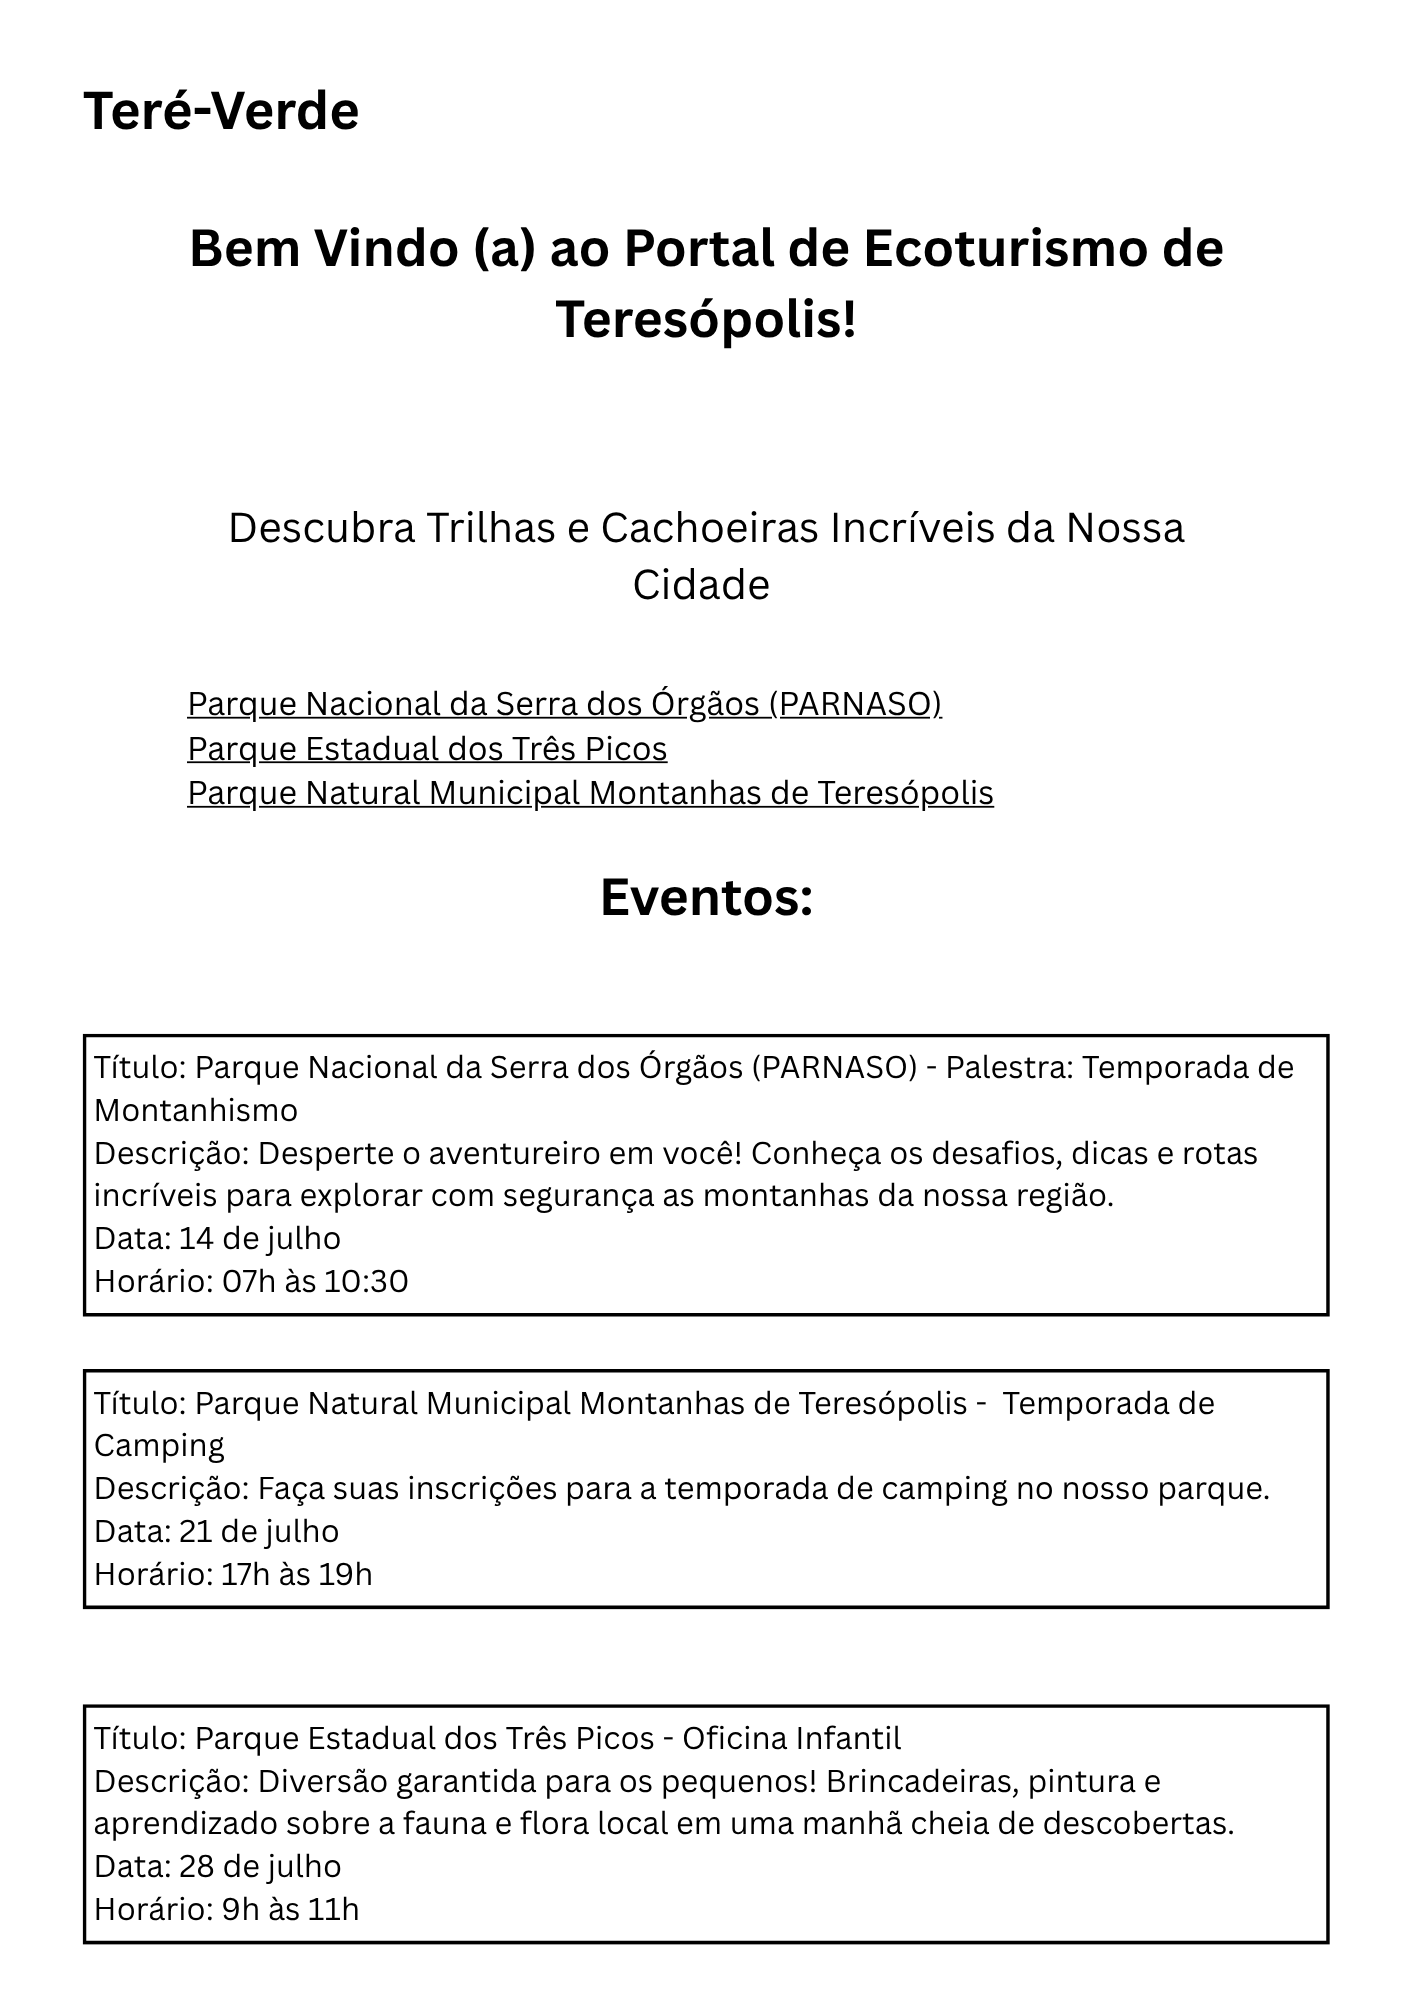 Teré-Verde
Bem Vindo (a) ao Portal de Ecoturismo de
Teresópolis!
Descubra Trilhas e Cachoeiras Incríveis da Nossa
Cidade
Parque Nacional da Serra dos Órgãos (PARNASO)
Parque Estadual dos Três Picos
Parque Natural Municipal Montanhas de Teresópolis
Eventos:
Título: Parque Nacional da Serra dos Órgãos (PARNASO) - Palestra: Temporada de
Montanhismo
Descrição: Desperte o aventureiro em você! Conheça os desafios, dicas e rotas
incríveis para explorar com segurança as montanhas da nossa região.
Data: 14 de julho
Horário: 07h às 10:30
Título: Parque Natural Municipal Montanhas de Teresópolis -  Temporada de
Camping
Descrição: Faça suas inscrições para a temporada de camping no nosso parque.
Data: 21 de julho
Horário: 17h às 19h
Título: Parque Estadual dos Três Picos - Oficina Infantil
Descrição: Diversão garantida para os pequenos! Brincadeiras, pintura e
aprendizado sobre a fauna e flora local em uma manhã cheia de descobertas.
Data: 28 de julho
Horário: 9h às 11h